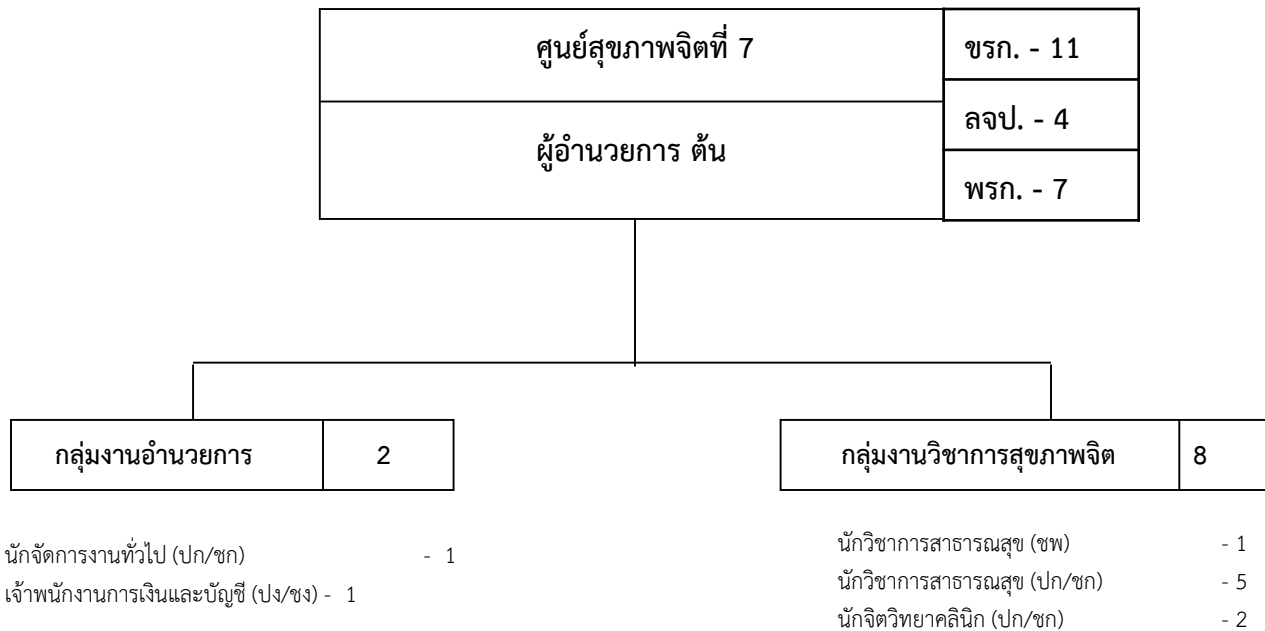 ศูนย์สุขภาพจิตที่ 7
ขรก. - 11
ลจป. - 4
ผู้อำนวยการ ต้น
พรก. - 7
กลุ่มงานอำนวยการ 2
กลุ่มงานวิชาการสุขภาพจิต 8
นักจัดการงานทั่วไป (ปก/ชก) - 1
เจ้าพนักงานการเงินและบัญชี (ปง/ชง) - 1
นักวิชาการสาธารณสุข (ชพ) - 1
นักวิชาการสาธารณสุข (ปก/ชก) - 5
นักจิตวิทยาคลินิก (ปก/ชก) - 2